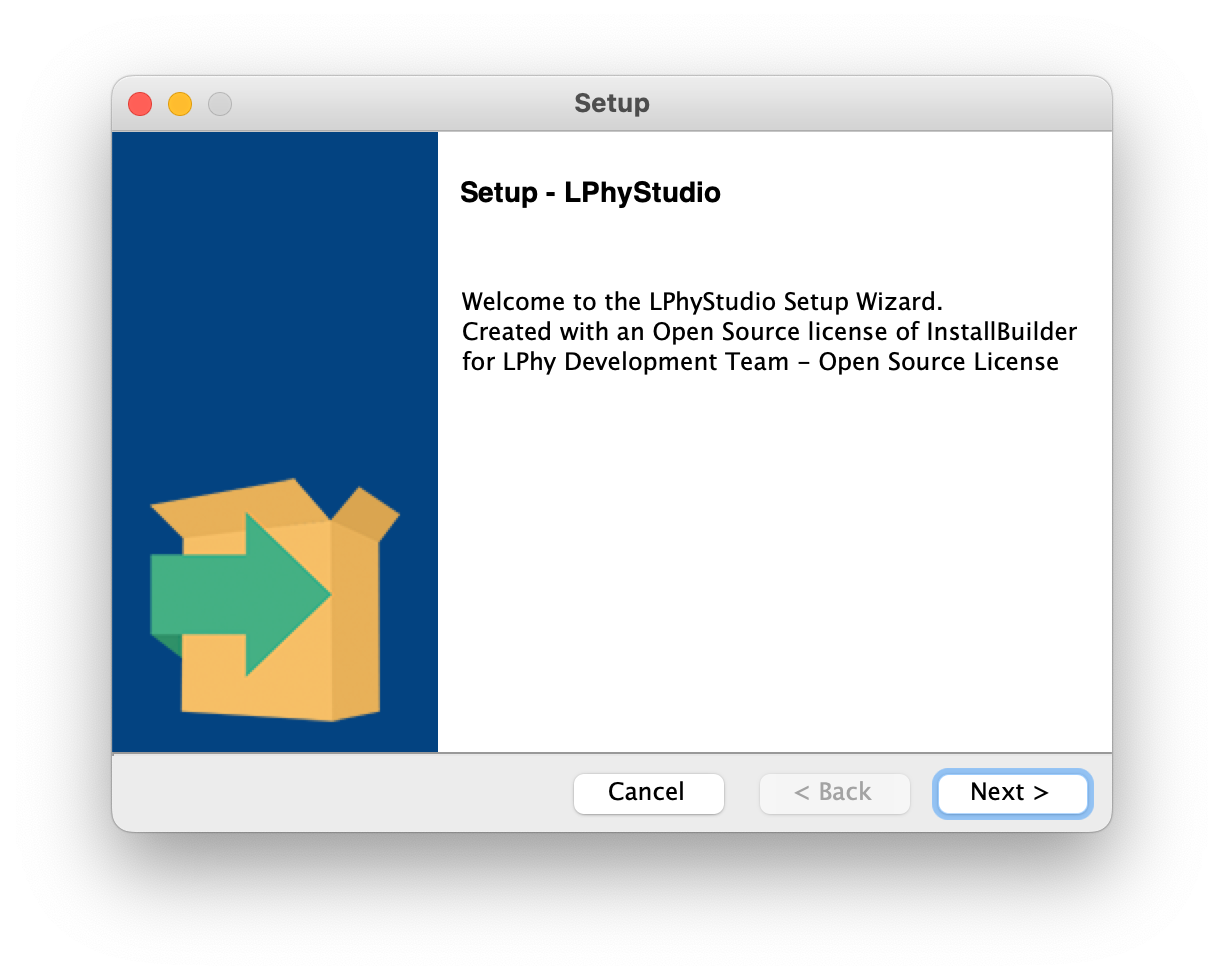 Setup
Setup - LPhyStudio
Welcome to the LPhyStudio Setup Wizard.
Created with an Open Source license of InstallBuilder
for LPhy Development Team – Open Source License
Cancel
< Back
Next >